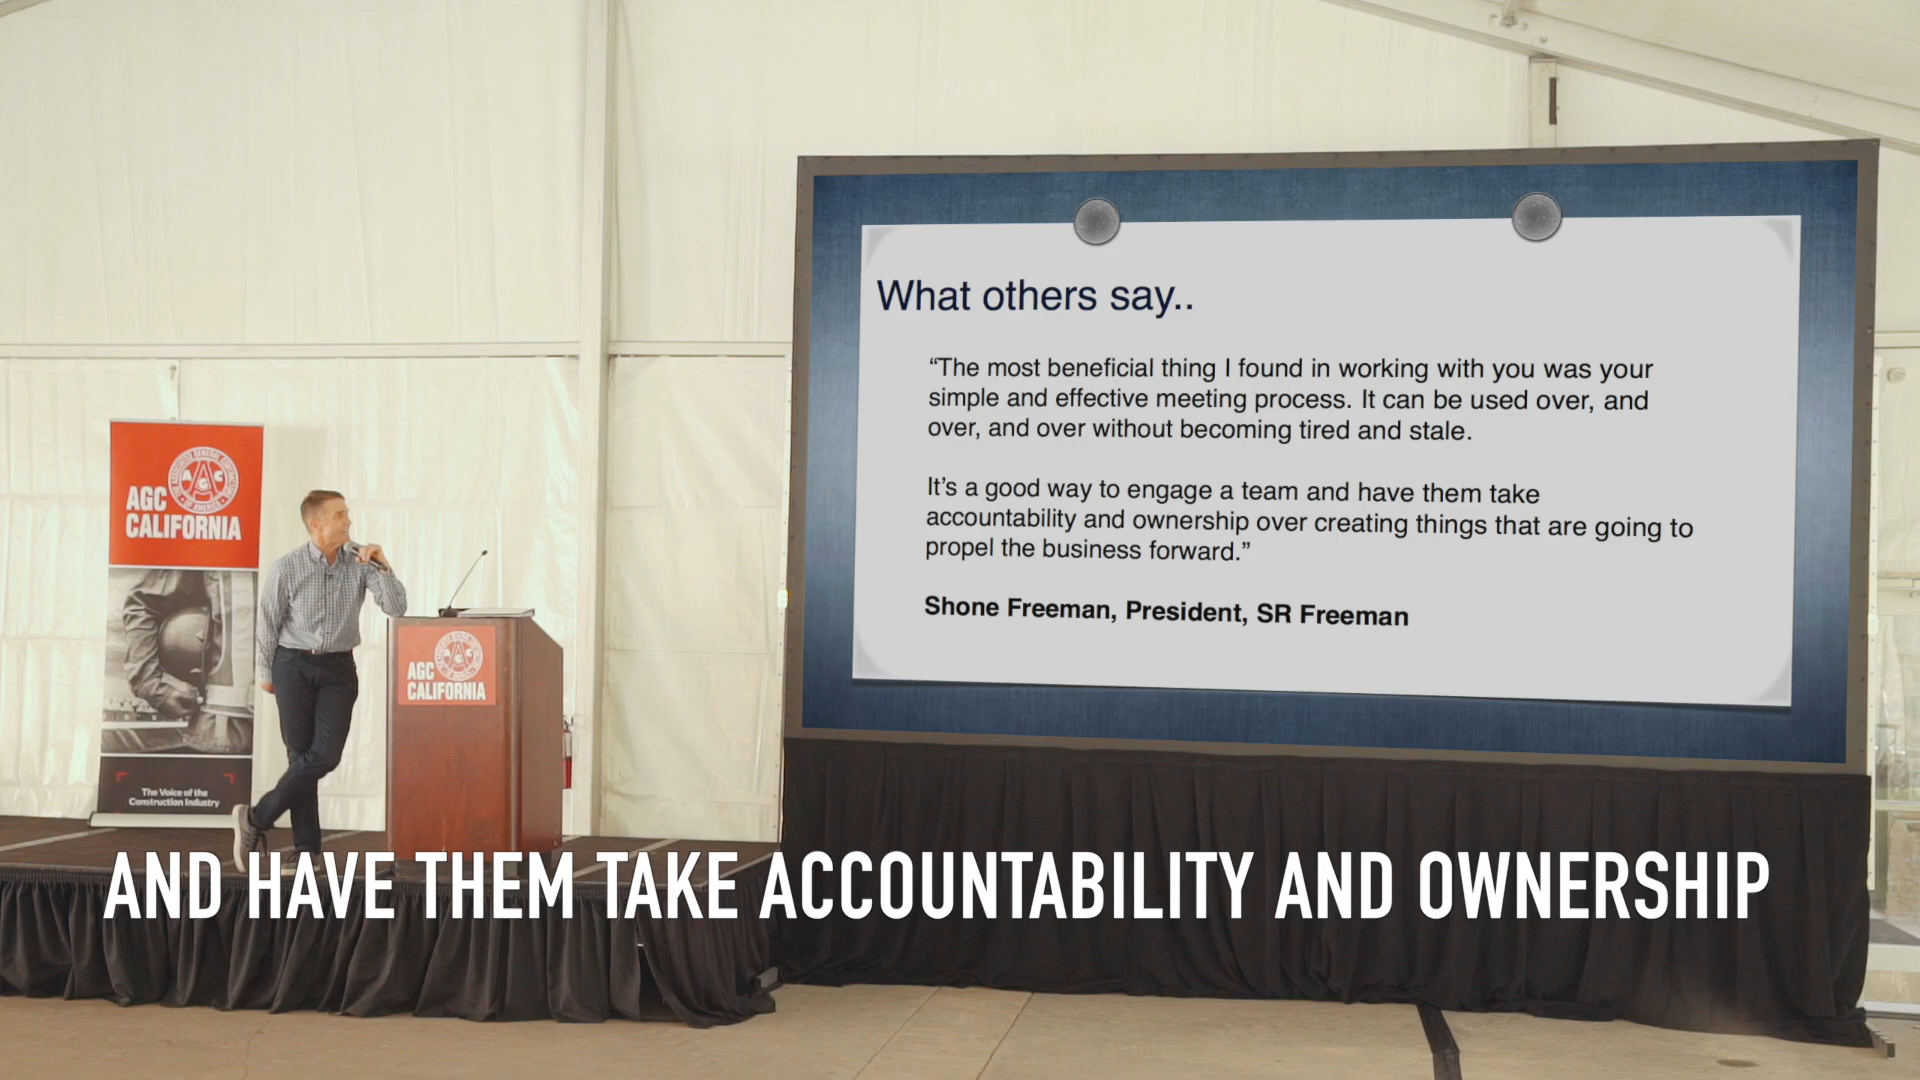 What others say..
“The most beneficial thing I found in working with you was your
simple and effective meeting process. It can be used over, and
over, and over without becoming tired and stale.
It’s a good way to engage a team and have them take
accountability and ownership over creating things that are going to
propel the business forward.”
Shone Freeman, President, SR Freeman
AGC
CALIFORNIA
The Voice of the
Construction Industry
AGC
CALIFORNIA
AND HAVE THEM TAKE ACCOUNTABILITY AND OWNERSHIP